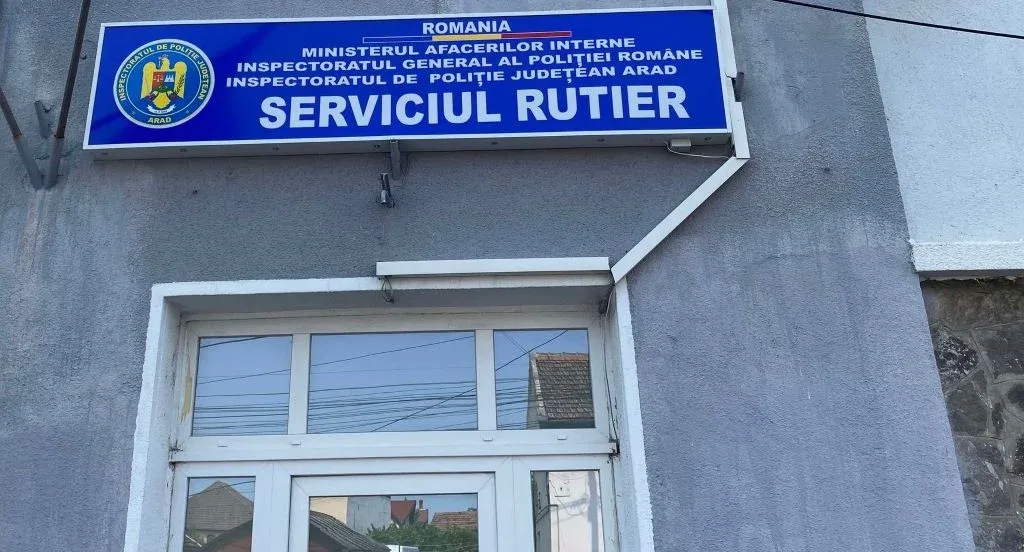 ROMANIA
MINISTERUL AFACERILOR INTERNE
INSPECTORATUL GENERAL AL POLIȚIEI ROMÂNE
INSPECTORATUL DE POLIȚIE JUDEȚEAN ARAD
SERVICIUL RUTIER
INSPECTORATUL DE POLIȚIE JUDEȚEAN
ARAD